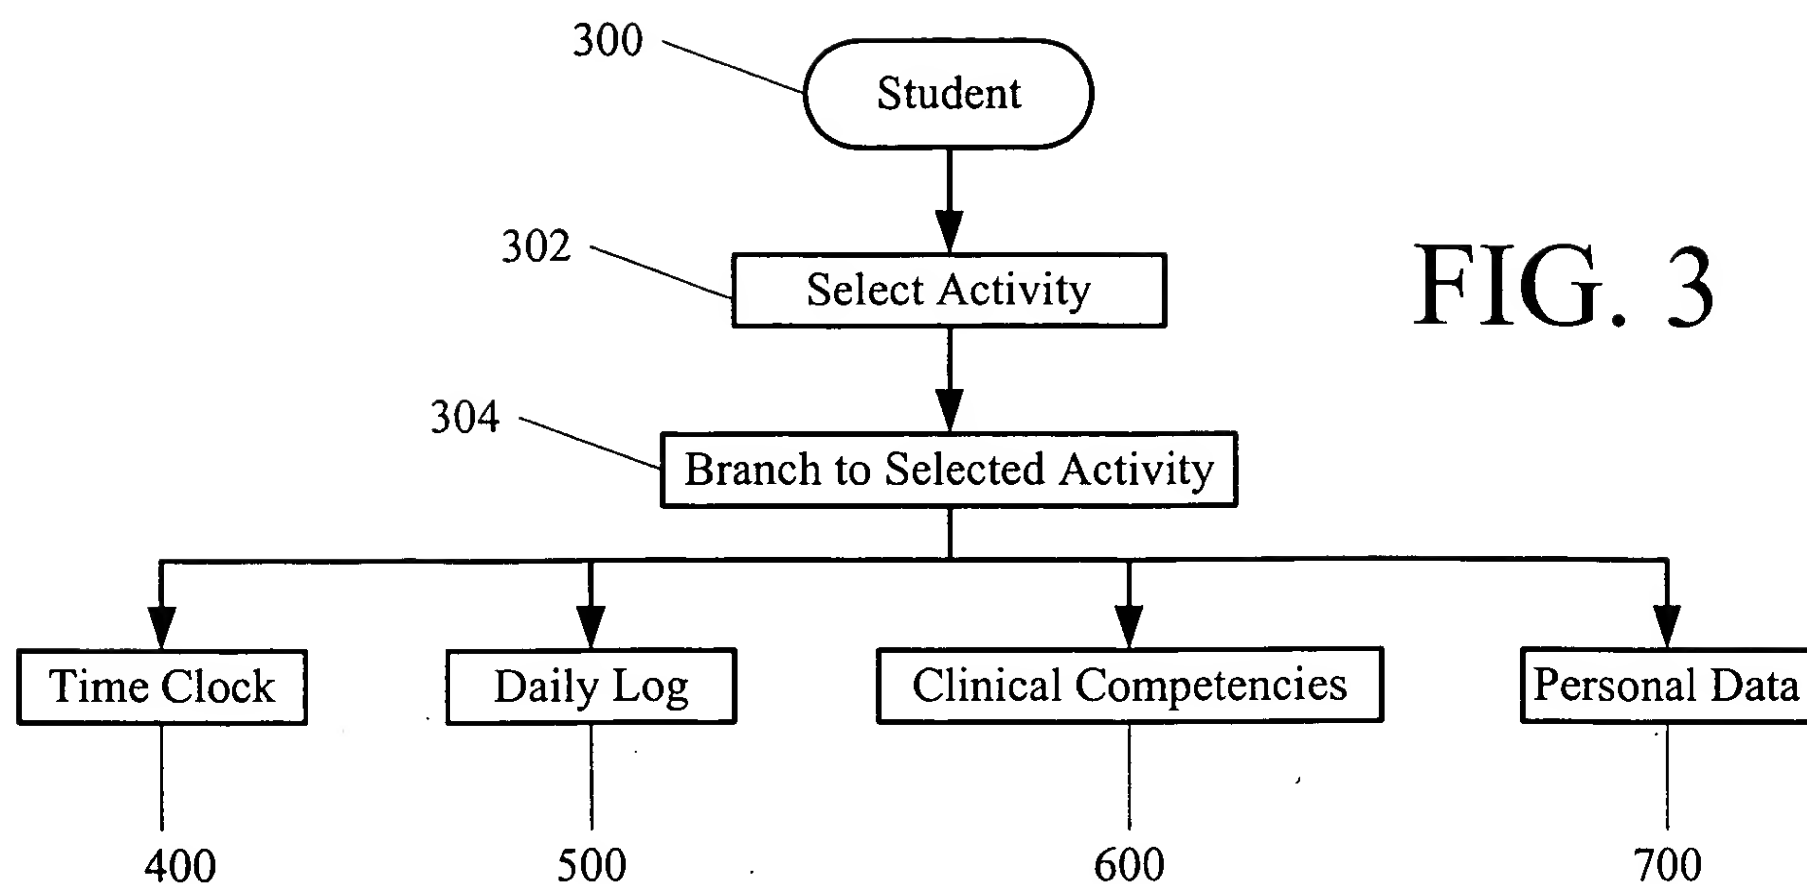 300
Student
302
Select Activity
FIG. 3
304
Branch to Selected Activity
Time Clock
Daily Log
Clinical Competencies
Personal Data
400
500
600
700